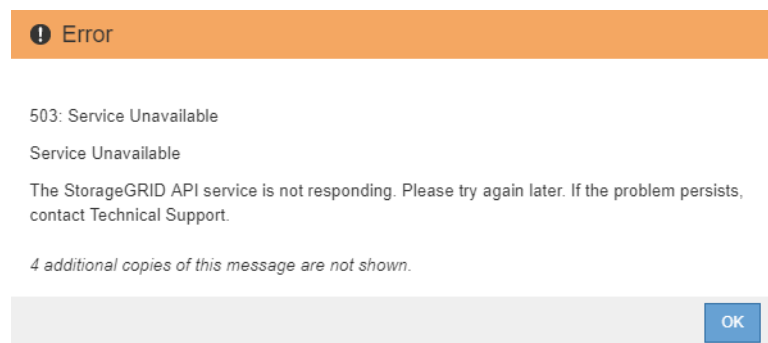 Error
503: Service Unavailable
Service Unavailable
The StorageGRID API service is not responding. Please try again later. If the problem persists,
contact Technical Support.
4 additional copies of this message are not shown.
OK